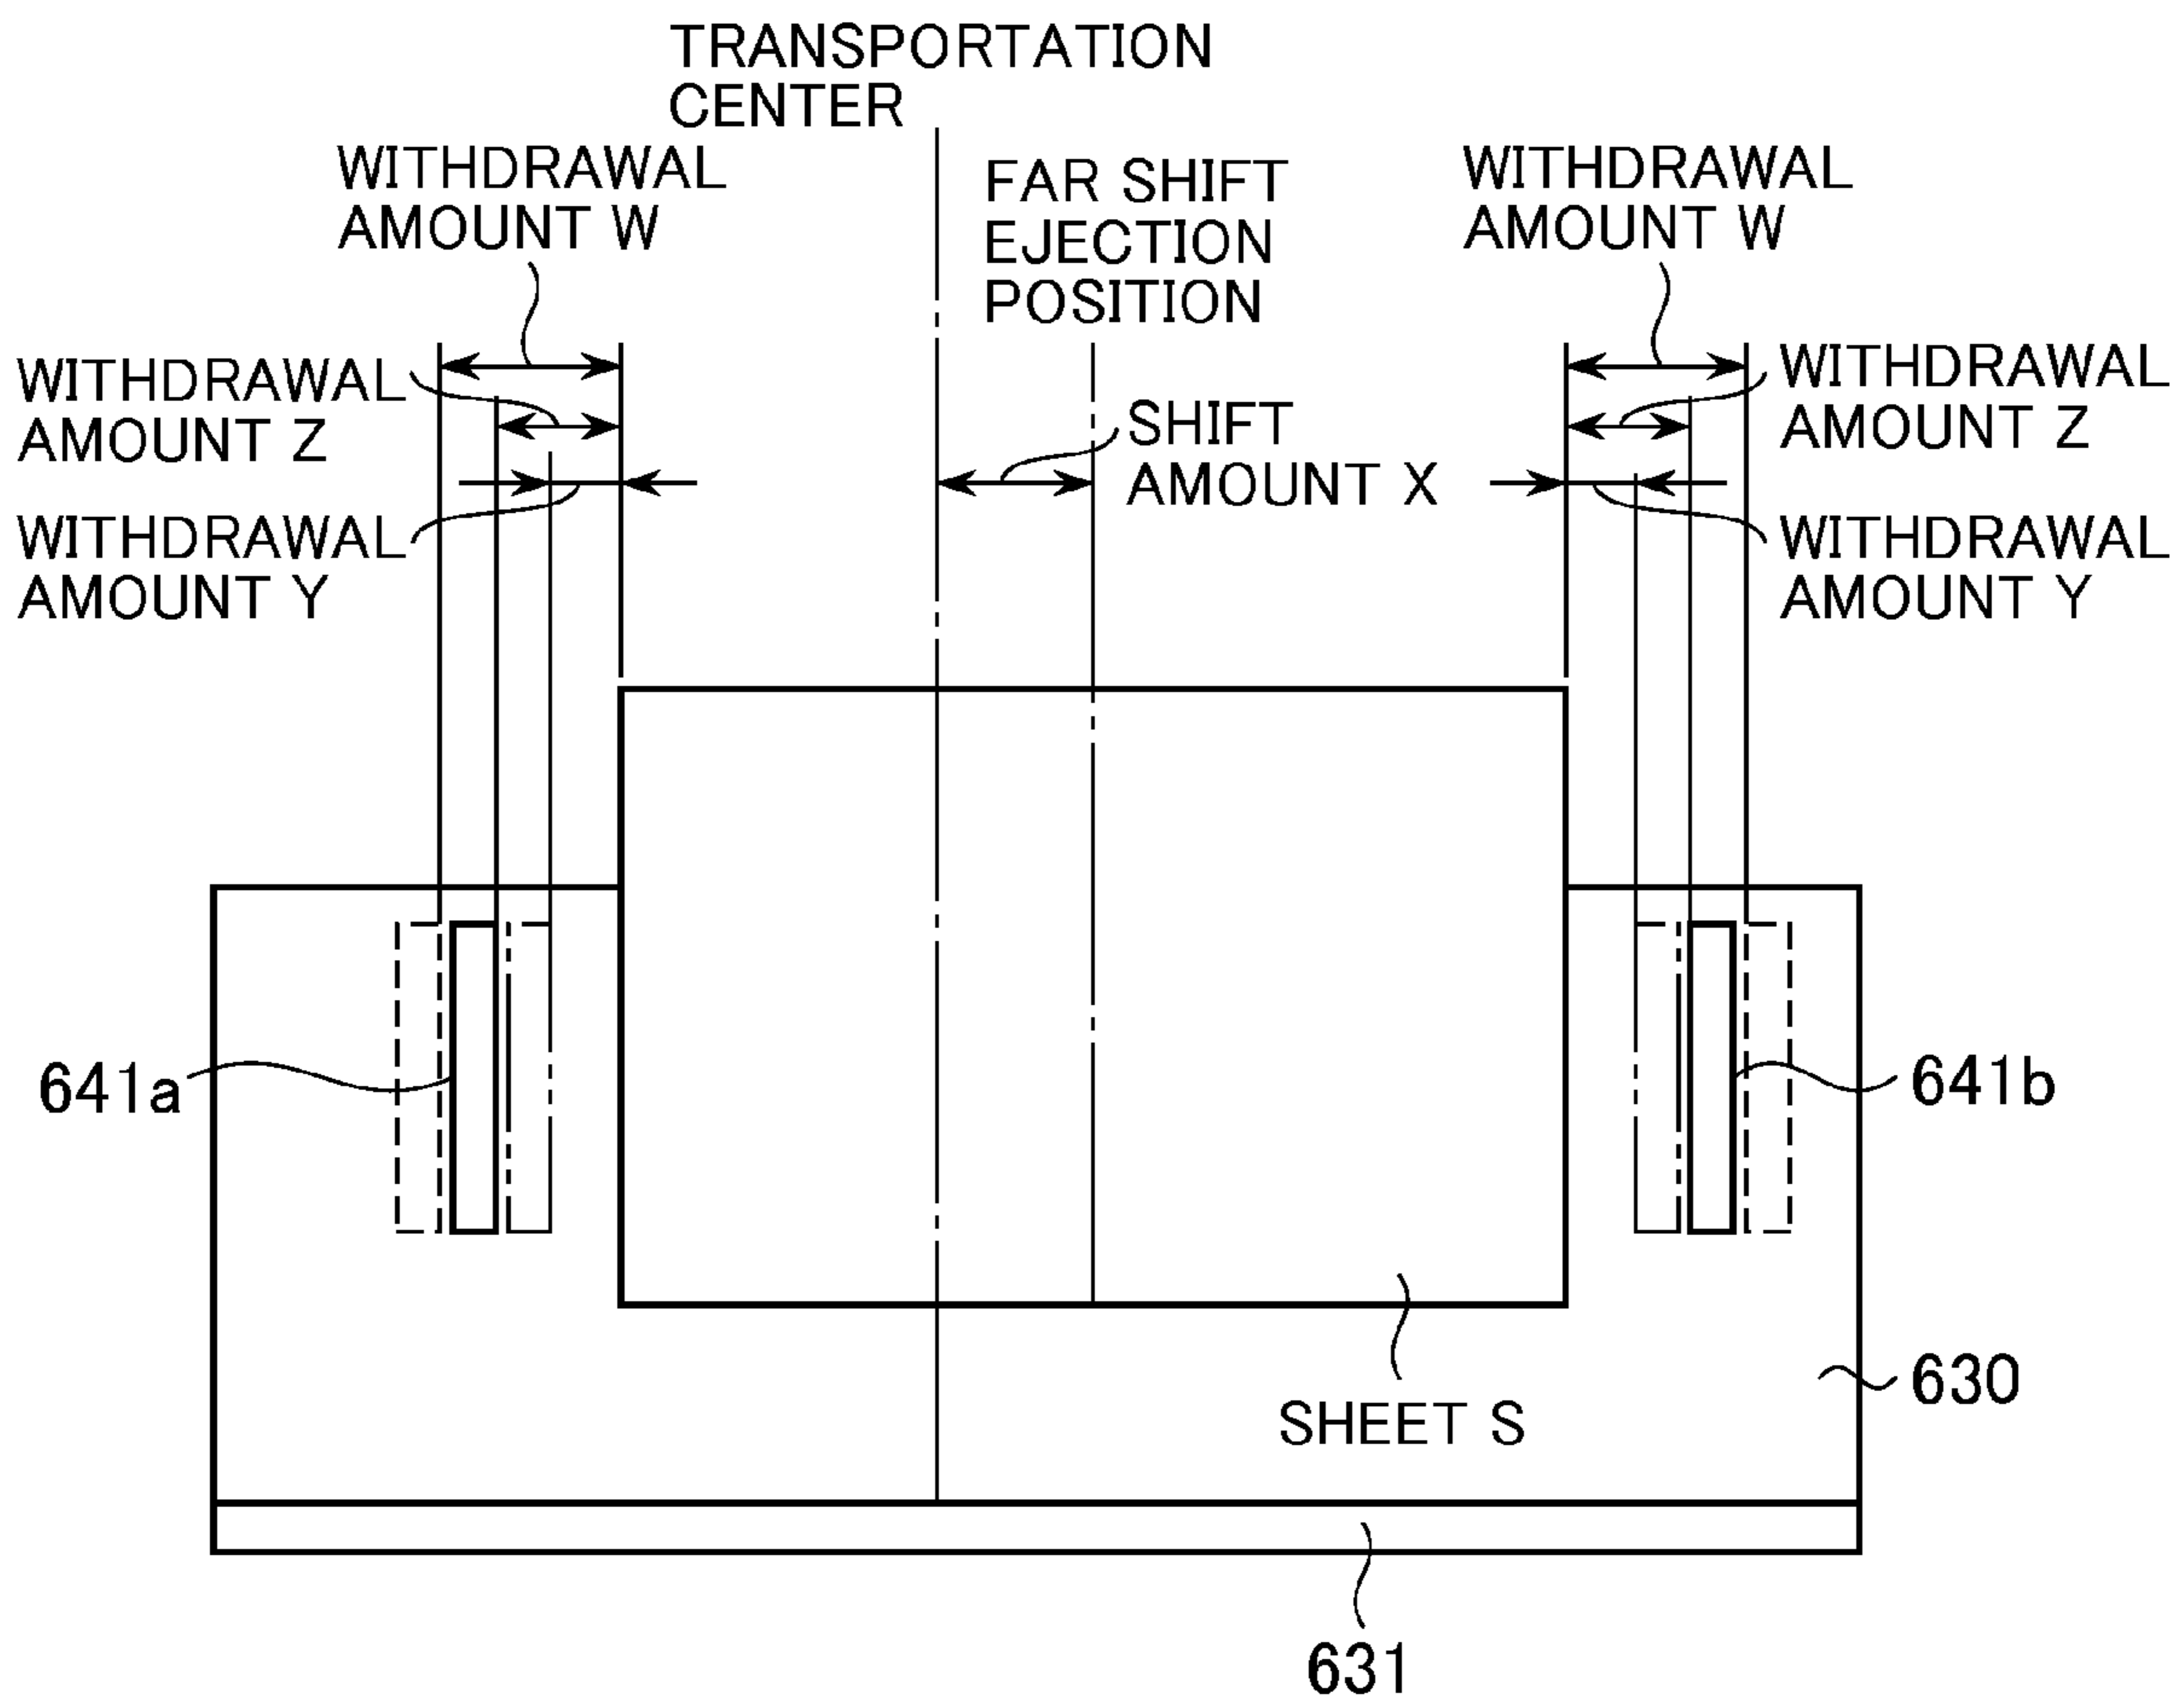 TRANSPORTATION
CENTER
WITHDRAWAL
AMOUNT W
FAR SHIFT
EJECTION
POSITION
WITHDRAWAL
AMOUNT W
WITHDRAWAL
AMOUNT Z
SHIFT
AMOUNT X
WITHDRAWAL
AMOUNT Z
WITHDRAWAL
AMOUNT Y
WITHDRAWAL
AMOUNT Y
641a
641b
630
SHEET S
631